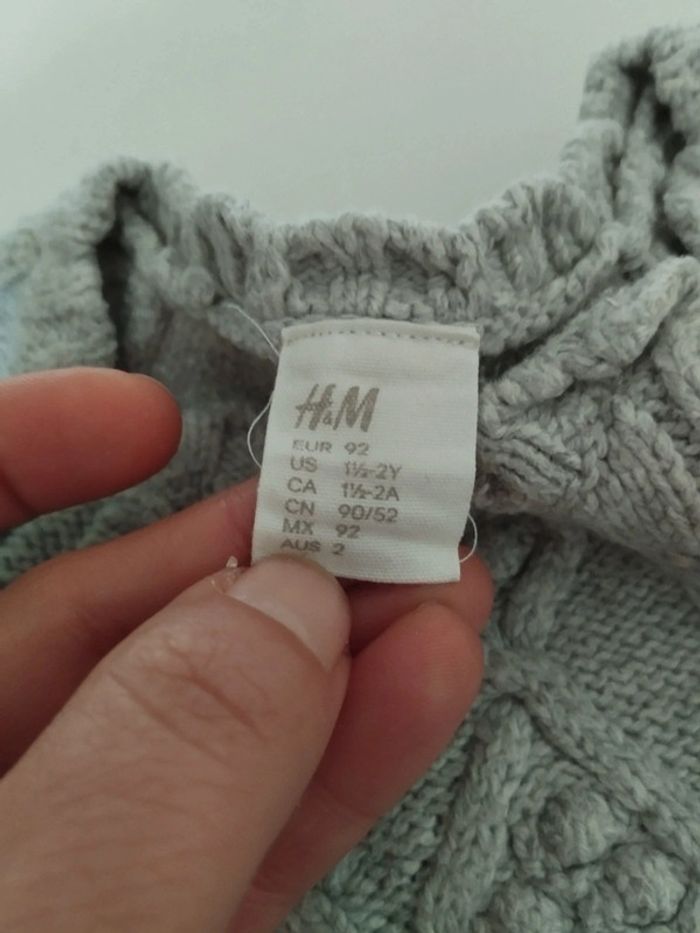 H&M
EUR 92
US 1½-2Y
CA 1½-2A
CN 90/52
MX 92
AUS 2